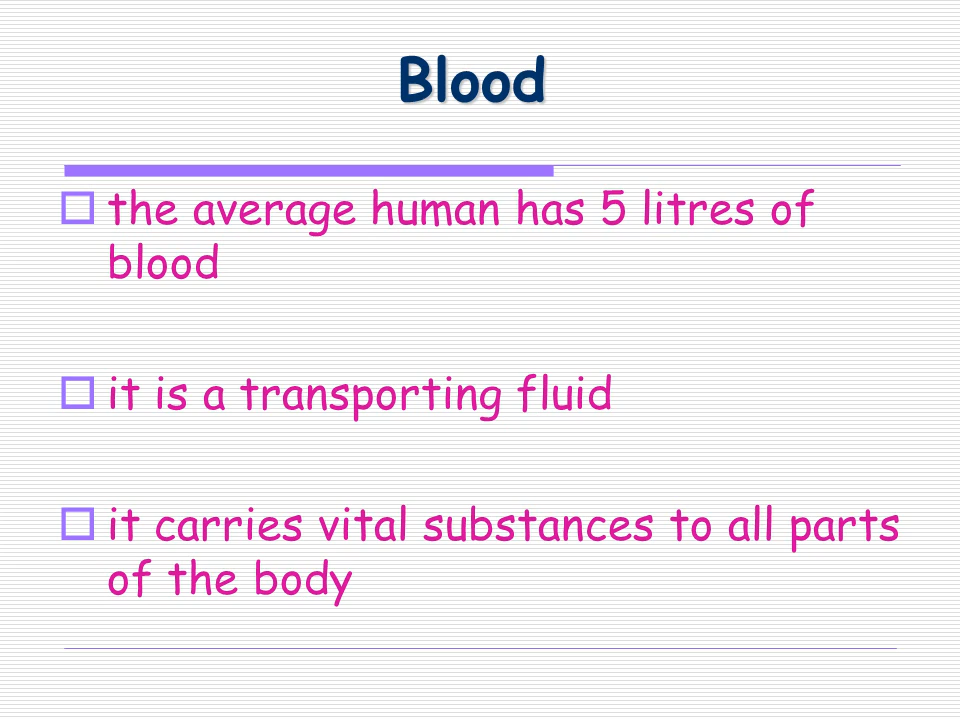 Blood
the average human has 5 litres of
blood
it is a transporting fluid
it carries vital substances to all parts
of the body